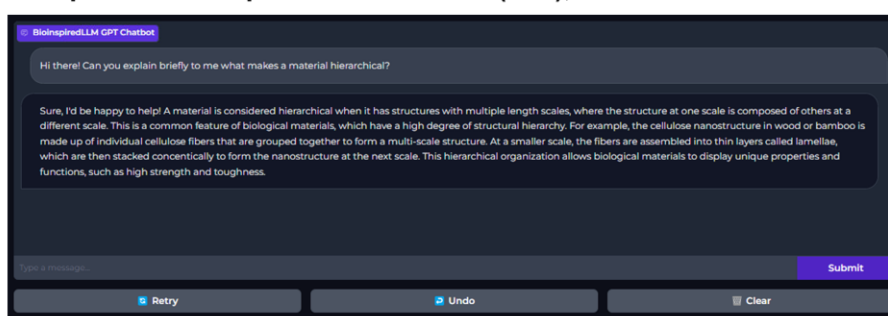 BioinspiredLLM GPT Chatbot
Hi there! Can you explain briefly to me what makes a material hierarchical?
Sure, I'd be happy to help! A material is considered hierarchical when it has structures with multiple length scales, where the structure at one scale is composed of others at a
different scale. This is a common feature of biological materials, which have a high degree of structural hierarchy. For example, the cellulose nanostructure in wood or bamboo is
made up of individual cellulose fibers that are grouped together to form a multi-scale structure. At a smaller scale, the fibers are assembled into thin layers called lamellae,
which are then stacked concentically to form the nanostructure at the next scale. This hierarchical organization allows biological materials to display unique properties and
functions, such as high strength and toughness.
Type a message...
Submit
Retry
Undo
Clear